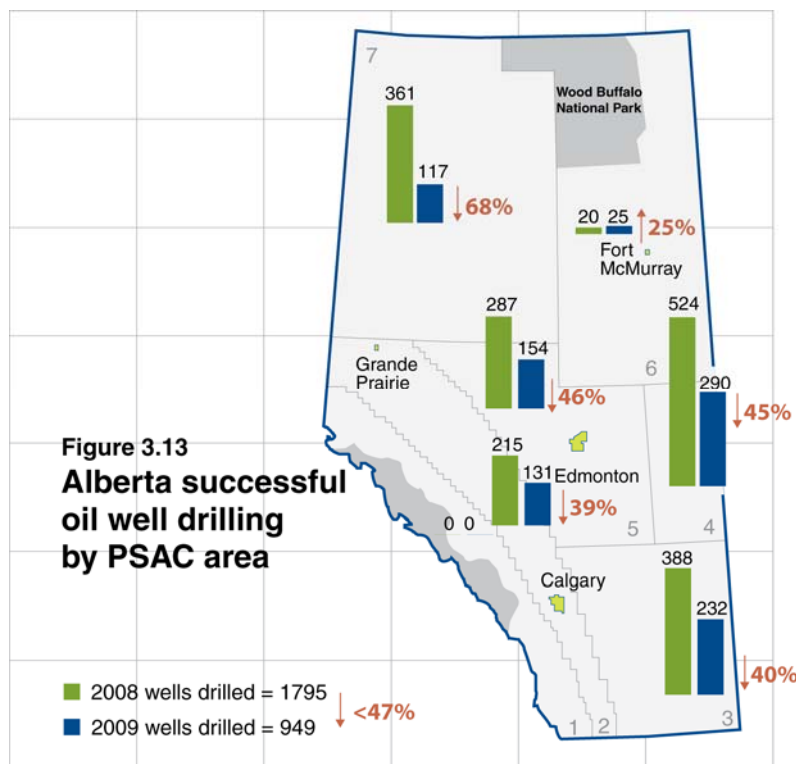 7
Wood Buffalo
National Park
361
117
68%
20 25
25%
Fort
McMurray
287
154
46%
524
290
45%
6
Grande
Prairie
Figure 3.13
Alberta successful
oil well drilling
by PSAC area
215
131
39%
Edmonton
0 0
5
4
Calgary
388
232
40%
2008 wells drilled = 1795
2009 wells drilled = 949
<47%
1
2
3